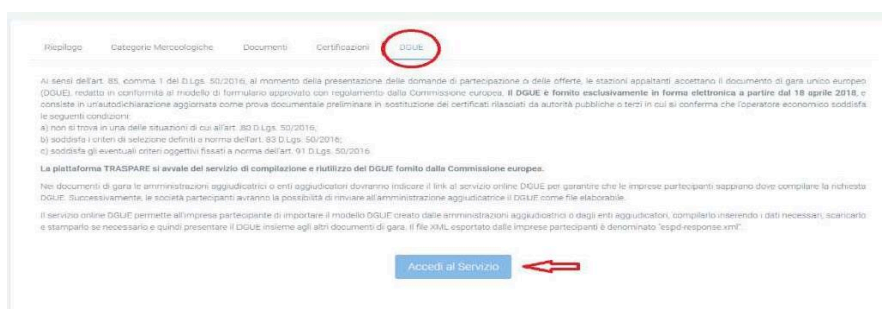 Riepilogo Categorie Merceologiche Documenti Certificazioni DGUE
Ai sensi dell'art. 85, comma 1 del D.Lgs. 50/2016, al momento della presentazione delle domande di partecipazione o delle offerte, le stazioni appaltanti accettano il documento di gara unico europeo
(DGUE), redatto in conformità al modello di formulario approvato con regolamento dalla Commissione europea. Il DGUE è fornito esclusivamente in forma elettronica a partire dal 18 aprile 2018, e
consiste in un'autodichiarazione aggiornata come prova documentale preliminare in sostituzione dei certificati rilasciati da autorità pubbliche o terzi in cui si conferma che l'operatore economico soddisfa
le seguenti condizioni:
a) non si trova in una delle situazioni di cui all'art. 80 D.Lgs. 50/2016;
b) soddisfa i criteri di selezione definiti a norma dell'art. 83 D.Lgs. 50/2016;
c) soddisfa gli eventuali criteri oggettivi fissati a norma dell'art. 91 D.Lgs. 50/2016.
La piattaforma TRASPARE si avvale del servizio di compilazione e riutilizzo del DGUE fornito dalla Commissione europea.
Nei documenti di gara le amministrazioni aggiudicatrici o enti aggiudicatori dovranno indicare il link al servizio online DGUE per garantire che le imprese partecipanti sappiano dove compilare la richiesta
DGUE. Successivamente, le società partecipanti avranno la possibilità di rinviare all'amministrazione aggiudicatrice il DGUE come file elaborabile.
Il servizio online DGUE permette all'impresa partecipante di importare il modello DGUE creato dalle amministrazioni aggiudicatrici o dagli enti aggiudicatori, compilarlo inserendo i dati necessari, scaricarlo
e stamparlo se necessario e quindi presentare il DGUE insieme agli altri documenti di gara. Il file XML esportato dalle imprese partecipanti è denominato "espd-response.xml".
Accedi al Servizio